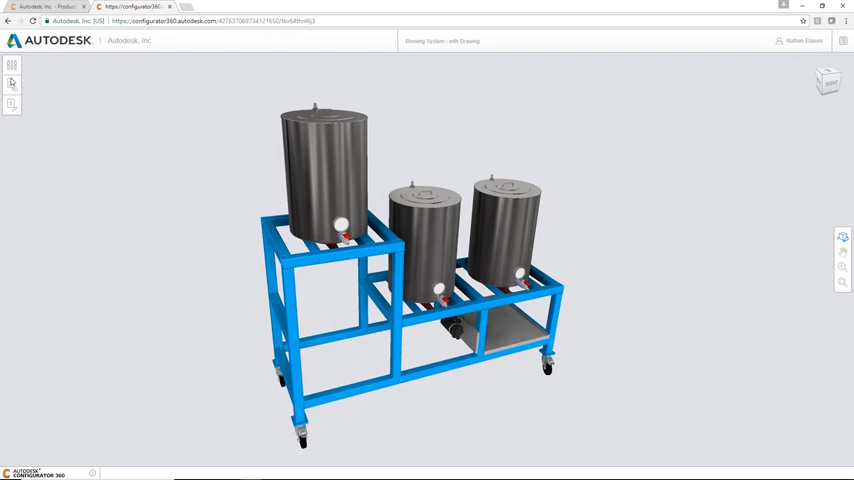 Autodesk, Inc. - Product
https://configurator360.a
Autodesk, Inc. [US]
https://configurator360.autodesk.com/427637069734121650/
AUTODESK.
Autodesk, Inc.
Brewing System - with Drawing
Nathan Eliason
RIGHT
AUTODESK®
CONFIGURATOR 360